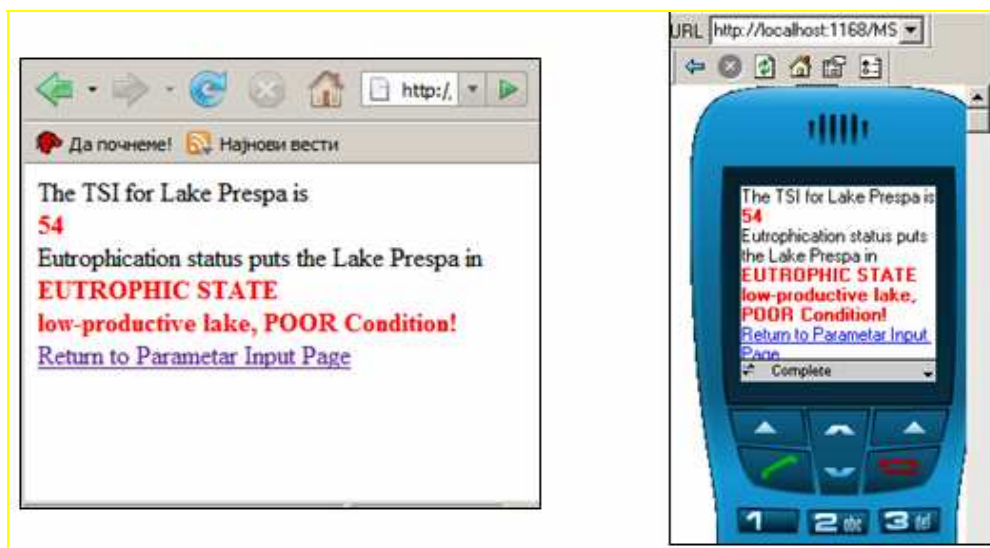 http:/,
Да почнеме! Најнови вести
The TSI for Lake Prespa is
54
Eutrophication status puts the Lake Prespa in
EUTROPHIC STATE
low-productive lake, POOR Condition!
Return to Parametar Input Page
URL http://localhost:1168/MS
The TSI for Lake Prespa is
54
Eutrophication status puts
the Lake Prespa in
EUTROPHIC STATE
low-productive lake,
POOR Condition!
Return to Parametar Input
Page
Complete
1 2 abc 3 def